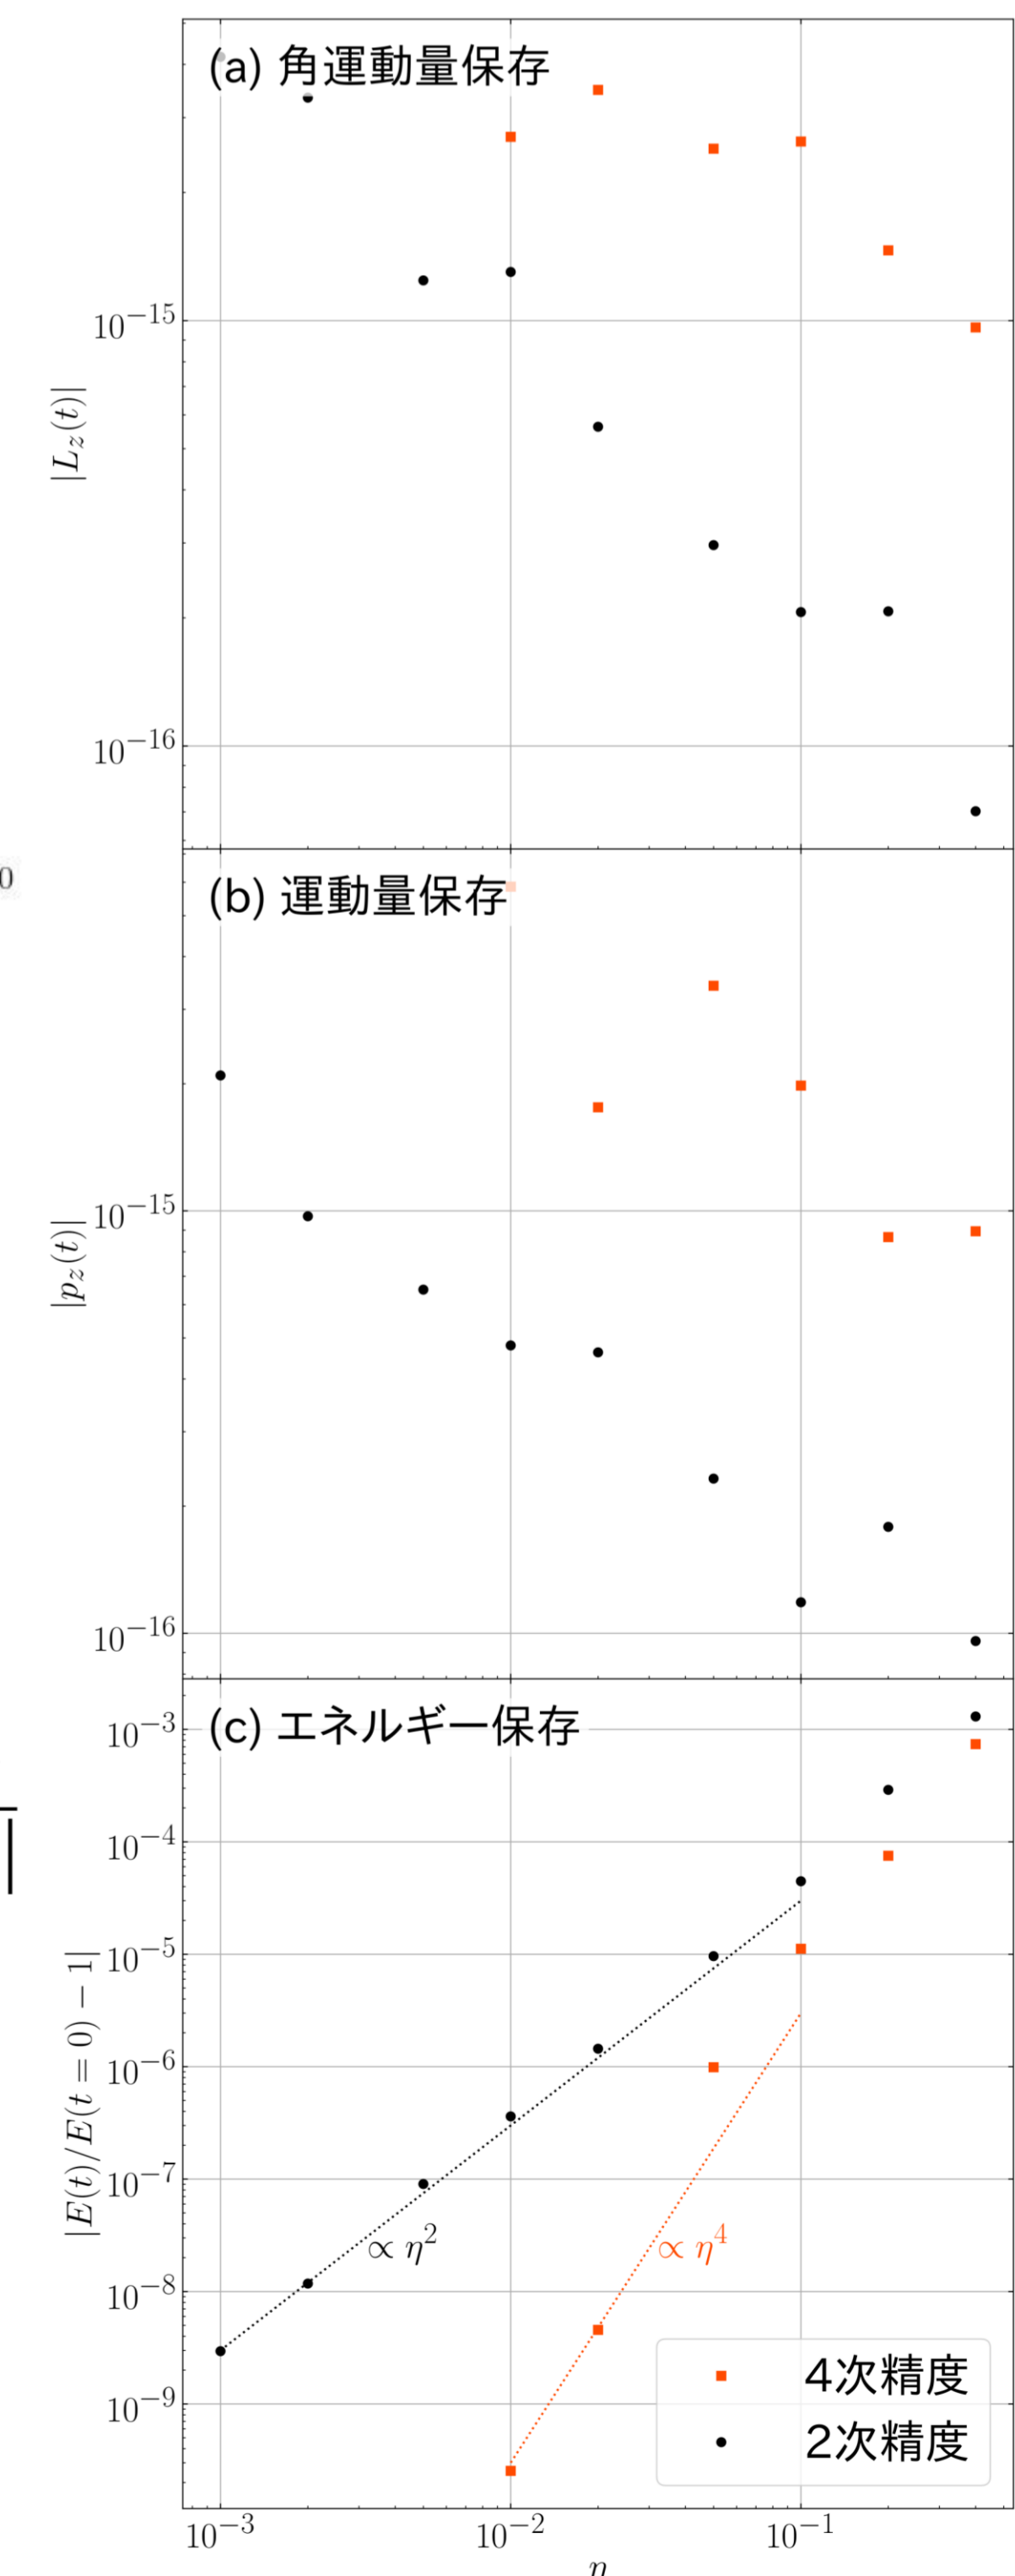 (a) 角運動量保存
10^{-15}
|L_z(t)|
10^{-16}
0
(b) 運動量保存
10^{-15}
|p_z(t)|
10^{-16}
(c) エネルギー保存
10^{-3}
10^{-4}
10^{-5}
|E(t)/E(t = 0) − 1|
10^{-6}
10^{-7}
∝ η^2
∝ η^4
10^{-8}
10^{-9}
4次精度
2次精度
10^{-3} 10^{-2} 10^{-1}
η